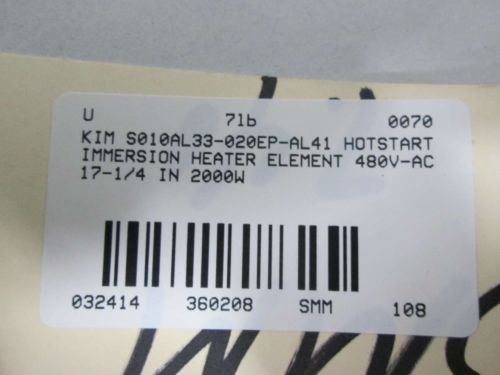 U 71b 0070
KIM S010AL33-020EP-AL41 HOTSTART
IMMERSION HEATER ELEMENT 480V-AC
17-1/4 IN 2000W
032414 360208 SMM 108